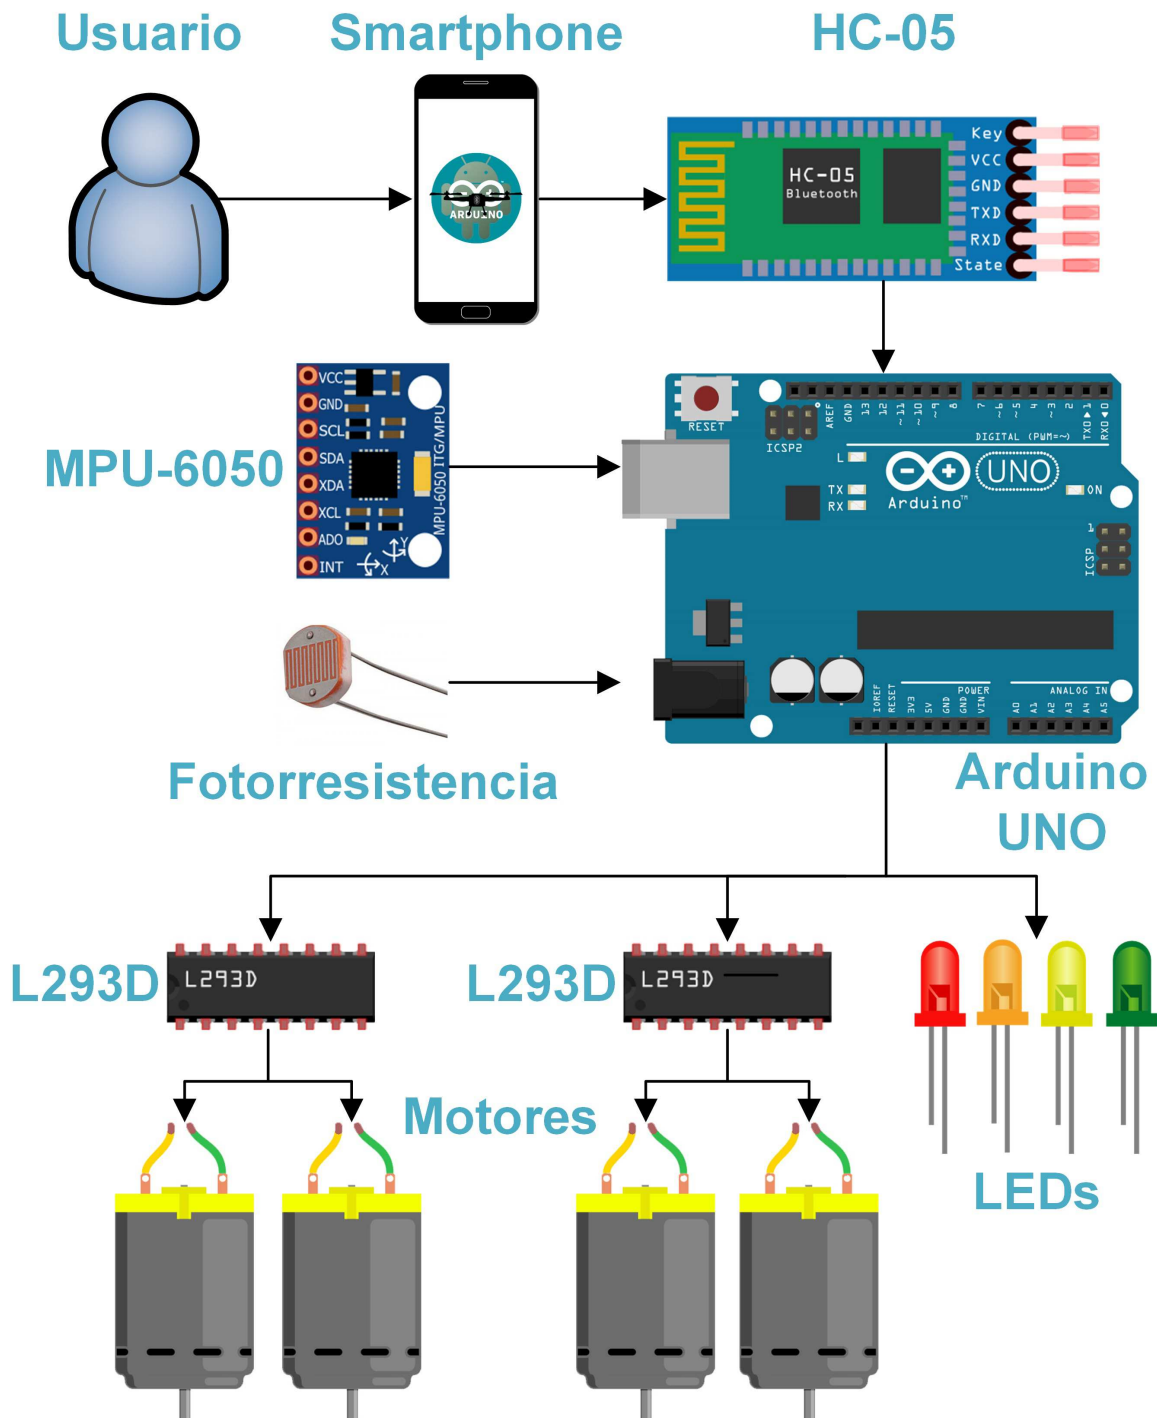 Usuario
Smartphone
HC-05
ARDUINO
HC-05
Bluetooth
Key
VCC
GND
TXD
RXD
State
MPU-6050
VCC
GND
SCL
SDA
XDA
XCL
ADO
INT
MPU-6050 ITG/MPU
Y
X
RESET
ICSP2
AREF
GND
13
12
~11
~10
~9
8
7
~6
~5
4
~3
2
TX0▶1
RX0◀0
DIGITAL (PWM=~)
L
TX
RX
UNO
Arduino™
ON
1
ICSP
IOREF
RESET
3V3
5V
GND
GND
VIN
POWER
ANALOG IN
A0
A1
A2
A3
A4
A5
Fotorresistencia
Arduino
UNO
L293D
L293D
L293D
L293D
Motores
LEDs